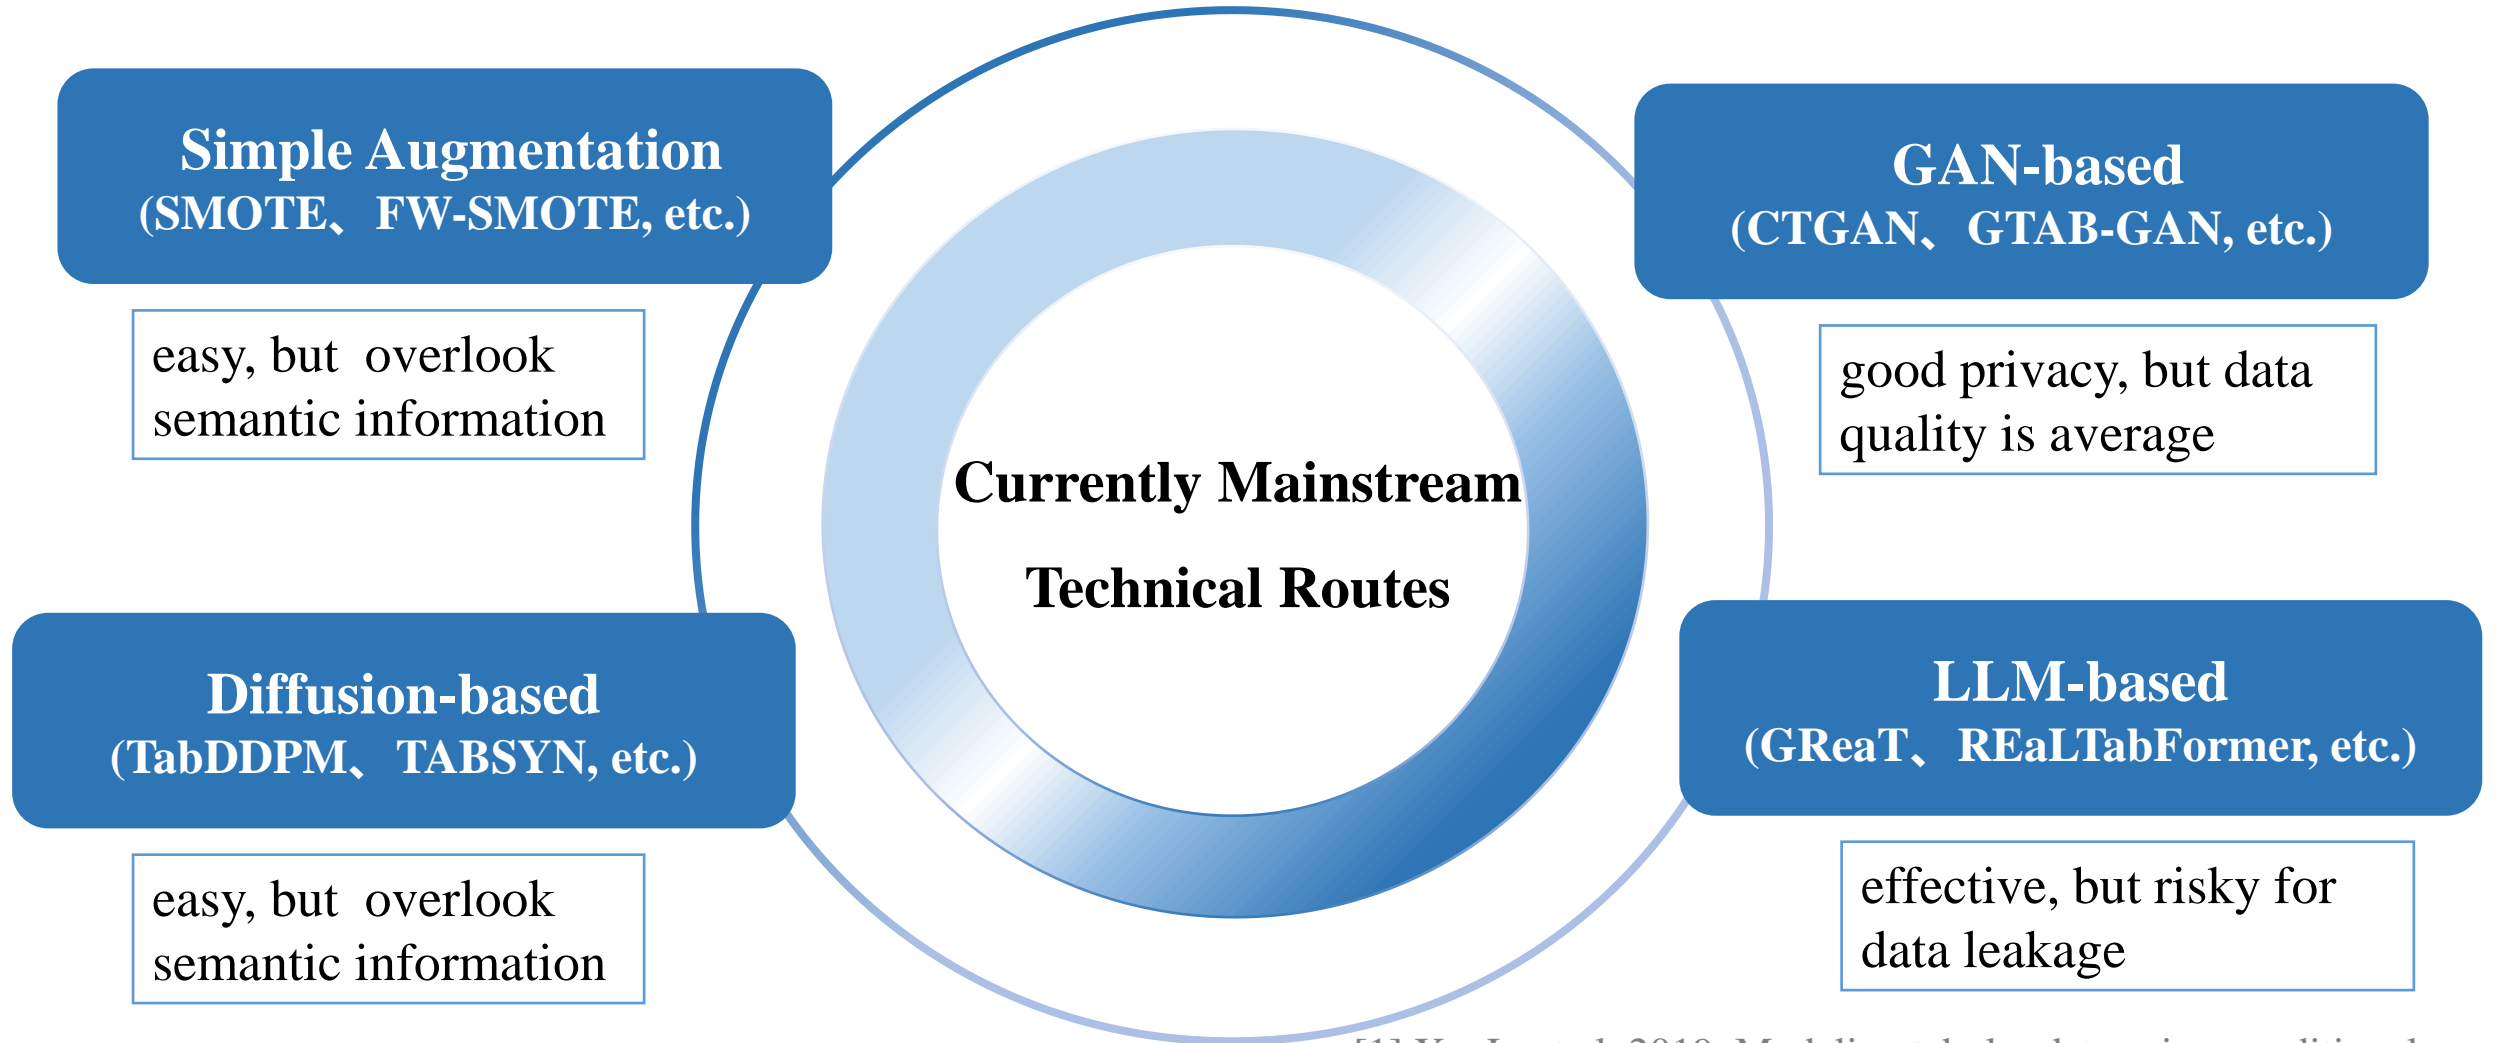 Simple Augmentation
(SMOTE、 FW-SMOTE, etc.)
easy, but overlook
semantic information
GAN-based
(CTGAN、 GTAB-GAN, etc.)
good privacy, but data
quality is average
Currently Mainstream
Technical Routes
Diffusion-based
(TabDDPM、 TABSYN, etc.)
easy, but overlook
semantic information
LLM-based
(GReaT、 REaLTabFormer, etc.)
effective, but risky for
data leakage